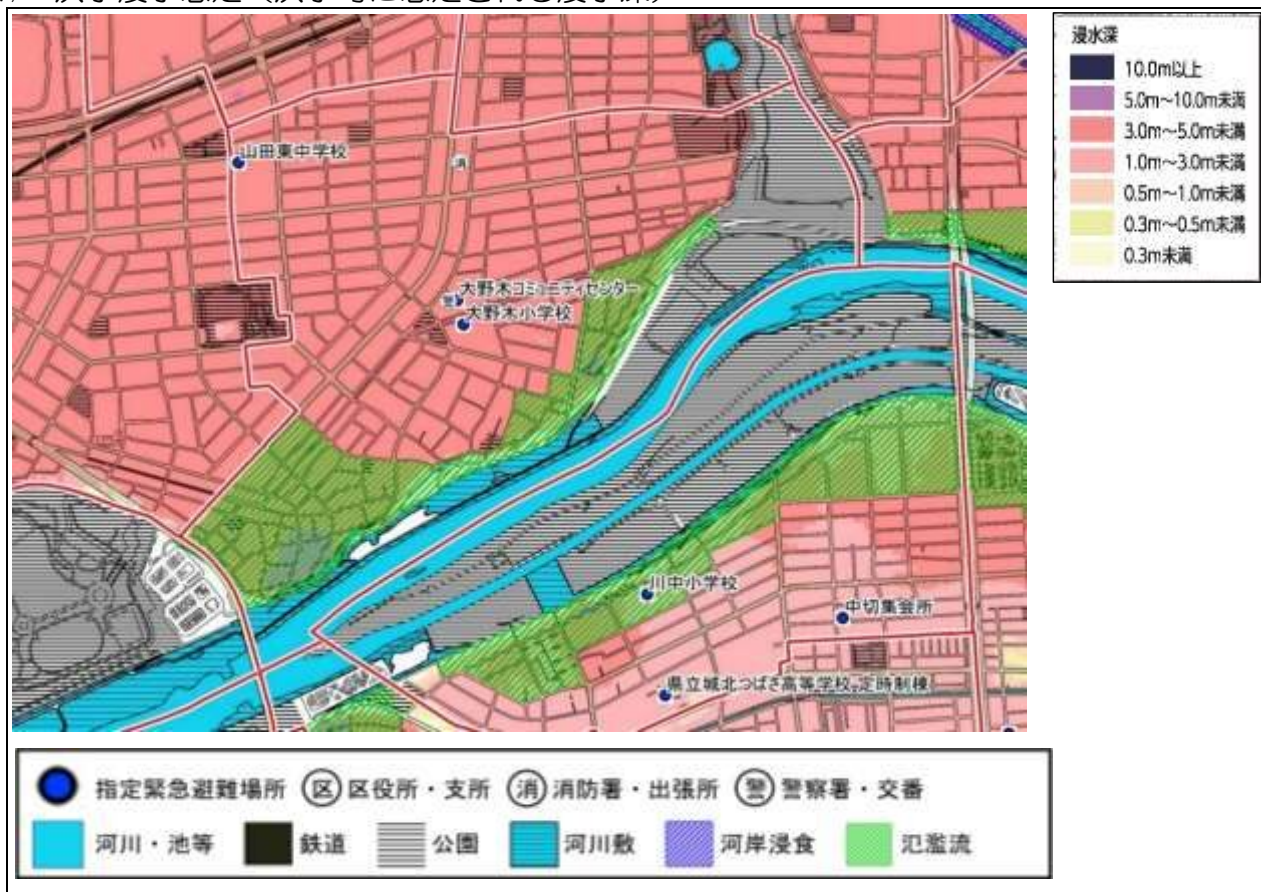 浸水深
10.0m以上
5.0m～10.0m未満
3.0m～5.0m未満
1.0m～3.0m未満
0.5m～1.0m未満
0.3m～0.5m未満
0.3m未満
山田東中学校
消
大野木コミュニティセンター
警
大野木小学校
川中小学校
中切集会所
県立城北つばさ高等学校 定時制棟
指定緊急避難場所 区 区役所・支所 消 消防署・出張所 警 警察署・交番
河川・池等 鉄道 公園 河川敷 河岸浸食 氾濫流